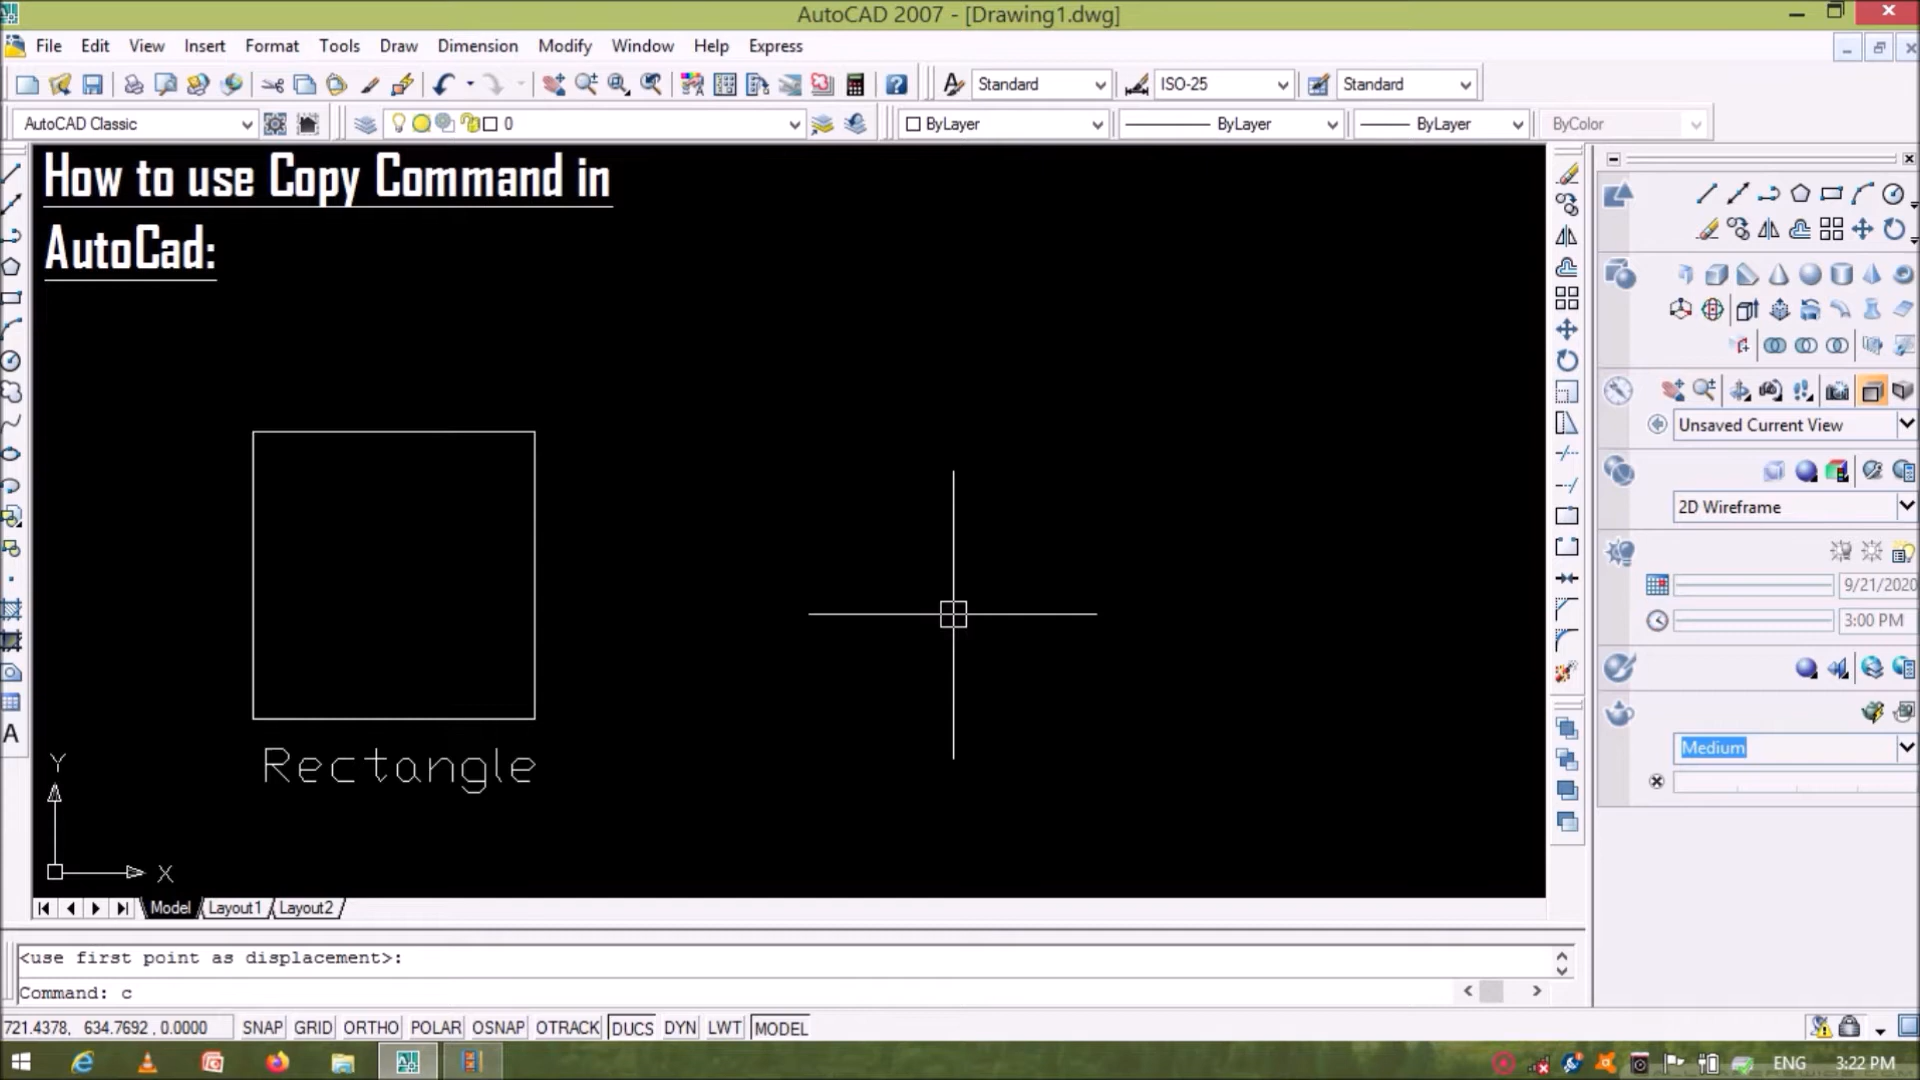 AutoCAD 2007 - [Drawing1.dwg]
File Edit View Insert Format Tools Draw Dimension Modify Window Help Express
Standard ISO-25 Standard
AutoCAD Classic 0 ByLayer ByLayer ByLayer ByColor
How to use Copy Command in
AutoCad:
Unsaved Current View
2D Wireframe
9/21/2020
3:00 PM
Medium
Rectangle
Y
X
A
Model Layout1 Layout2
<use first point as displacement>:
Command: c
721.4378, 634.7692, 0.0000 SNAP GRID ORTHO POLAR OSNAP OTRACK DUCS DYN LWT MODEL
ENG 3:22 PM